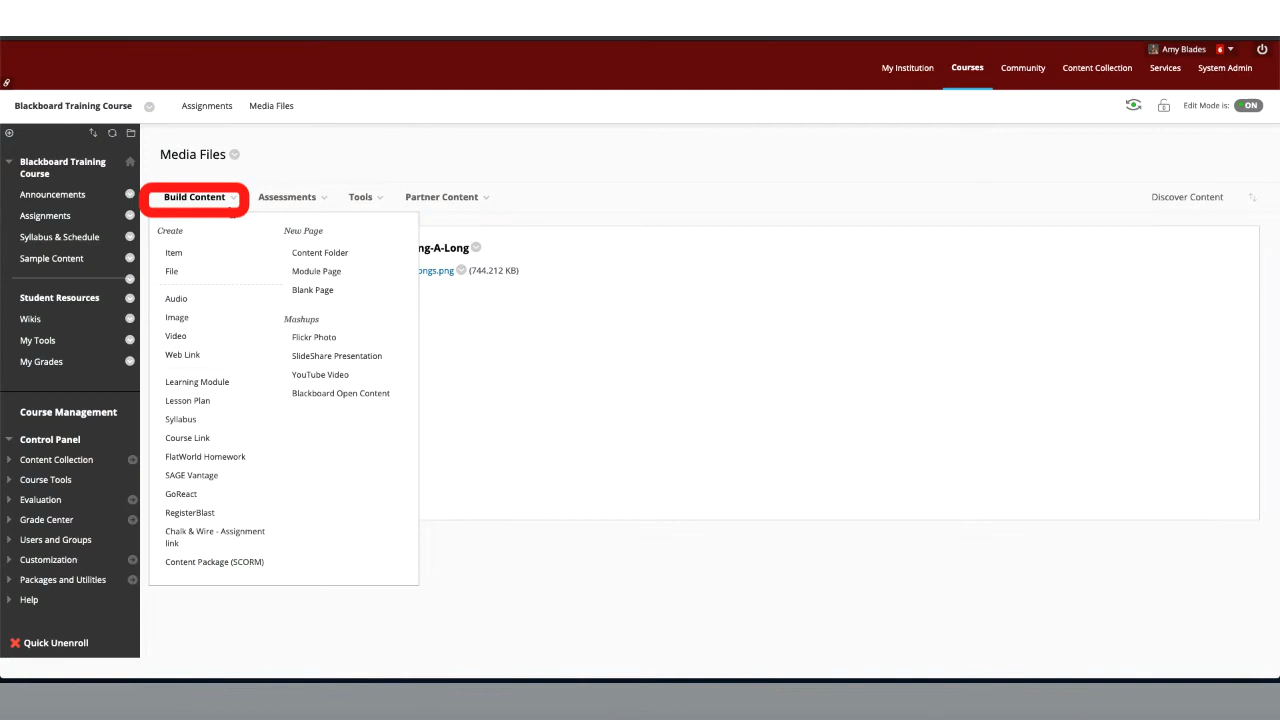 Amy Blades 6
My Institution Courses Community Content Collection Services System Admin
Blackboard Training Course Assignments Media Files Edit Mode is: ON
Media Files
Build Content Assessments Tools Partner Content Discover Content
Blackboard Training
Course
Announcements
Assignments
Syllabus & Schedule
Sample Content
Student Resources
Wikis
My Tools
My Grades
Course Management
Control Panel
Content Collection
Course Tools
Evaluation
Grade Center
Users and Groups
Customization
Packages and Utilities
Help
Quick Unenroll
Create
Item
File
Audio
Image
Video
Web Link
Learning Module
Lesson Plan
Syllabus
Course Link
FlatWorld Homework
SAGE Vantage
GoReact
RegisterBlast
Chalk & Wire - Assignment
link
Content Package (SCORM)
New Page
Content Folder
Module Page
Blank Page
Mashups
Flickr Photo
SlideShare Presentation
YouTube Video
Blackboard Open Content
ng-A-Long
ongs.png (744.212 KB)